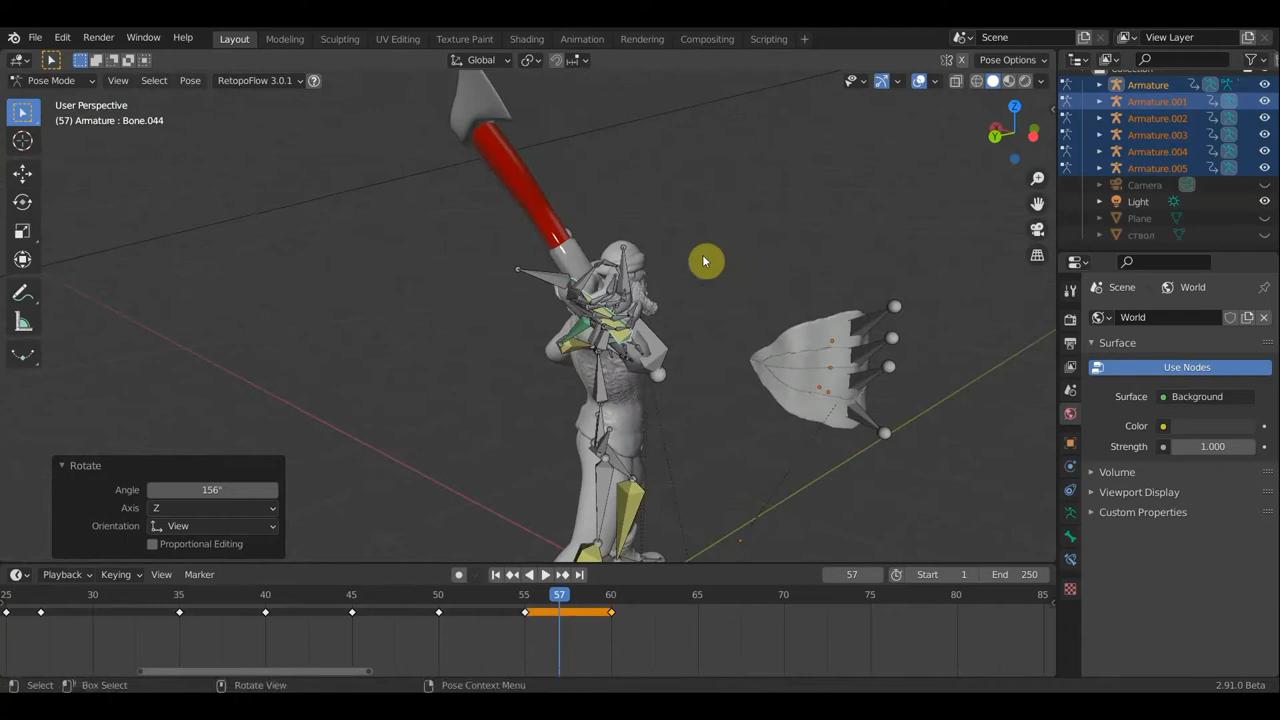 File Edit Render Window Help Layout Modeling Sculpting UV Editing Texture Paint Shading Animation Rendering Compositing Scripting + Scene View Layer
Global Pose Options
Pose Mode View Select Pose RetopoFlow 3.0.1 ?
User Perspective
(57) Armature : Bone.044
Z
Y
Armature
Armature.001
Armature.002
Armature.003
Armature.004
Armature.005
Camera
Light
Plane
ствол
Scene > World
World
Surface
Use Nodes
Surface Background
Color
Strength 1.000
Volume
Viewport Display
Custom Properties
Rotate
Angle 156°
Axis Z
Orientation View
Proportional Editing
Playback Keying View Marker 57 Start 1 End 250
25 30 35 40 45 50 55 57 60 65 70 75 80
Select Box Select Rotate View Pose Context Menu 2.91.0 Beta